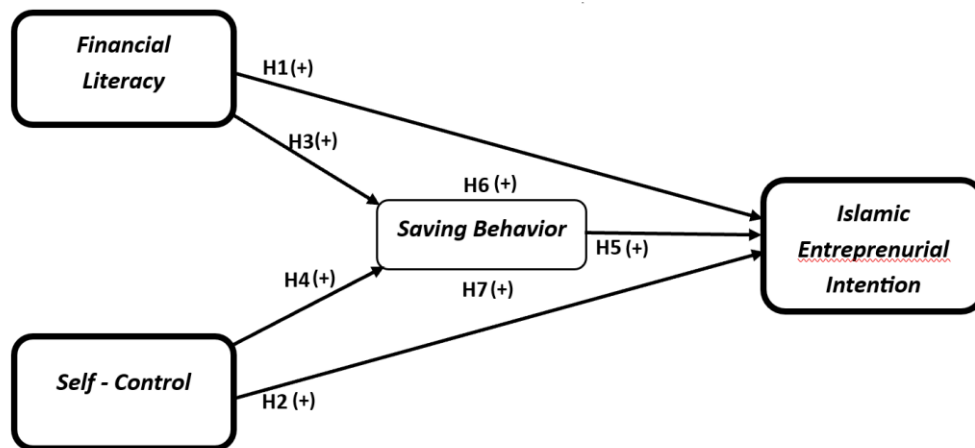 Financial
Literacy
H1 (+)
H3(+)
H6 (+)
Saving Behavior
H5 (+)
Islamic
Entreprenurial
Intention
H4(+)
H7 (+)
Self - Control
H2 (+)